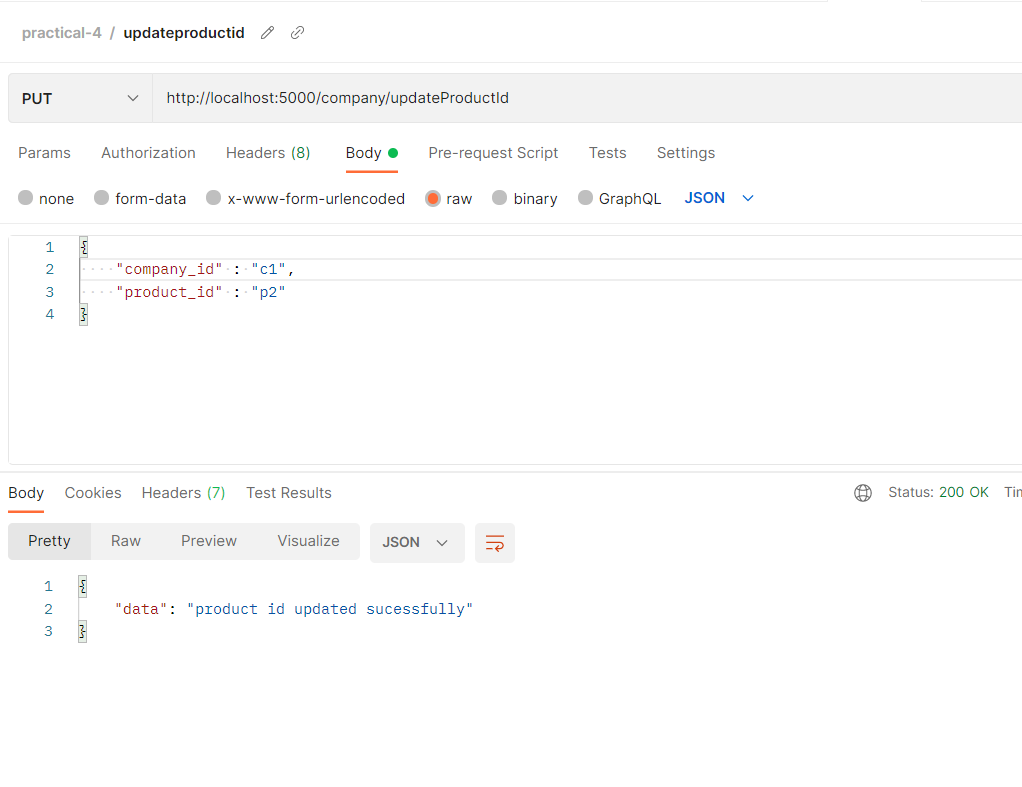 practical-4 / updateproductid
PUT http://localhost:5000/company/updateProductId
Params Authorization Headers (8) Body Pre-request Script Tests Settings
none form-data x-www-form-urlencoded raw binary GraphQL JSON
1 {
2 "company_id" : "c1",
3 "product_id" : "p2"
4 }
Body Cookies Headers (7) Test Results Status: 200 OK Tim
Pretty Raw Preview Visualize JSON
1 {
2 "data": "product id updated sucessfully"
3 }